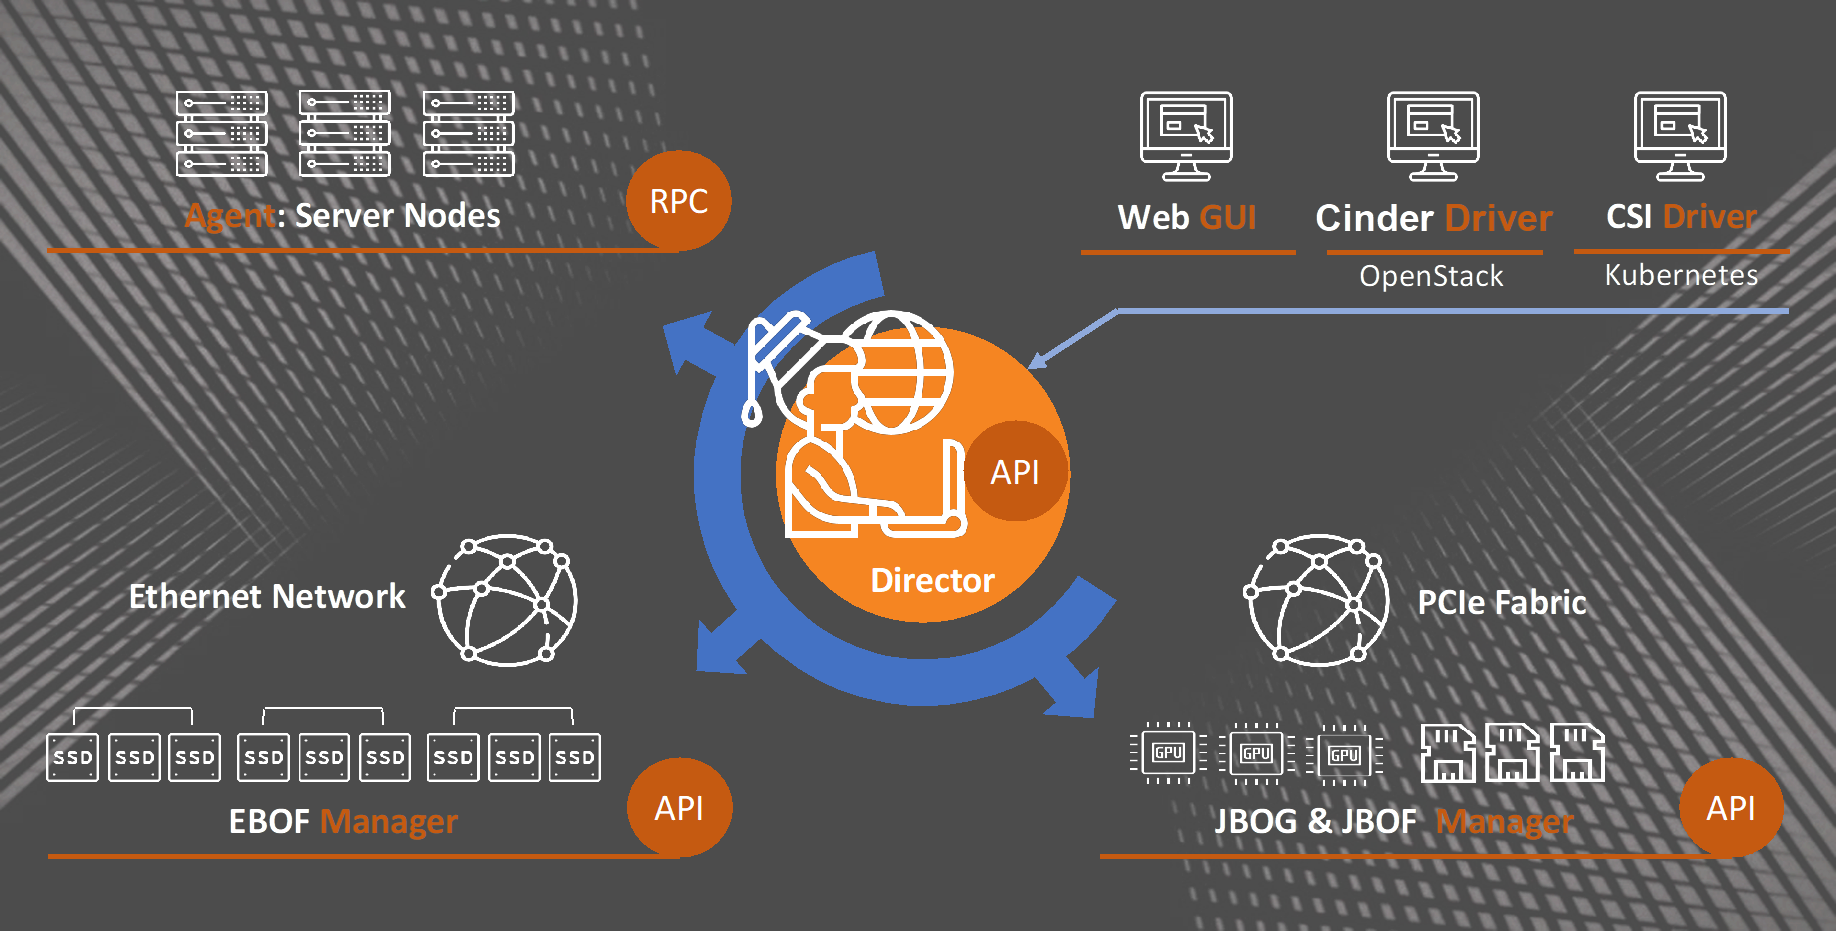 Agent: Server Nodes
RPC
Web GUI
Cinder Driver
OpenStack
CSI Driver
Kubernetes
API
Director
Ethernet Network
PCIe Fabric
SSD SSD SSD SSD SSD SSD SSD SSD SSD
EBOF Manager
API
GPU GPU GPU
JBOG & JBOF Manager
API